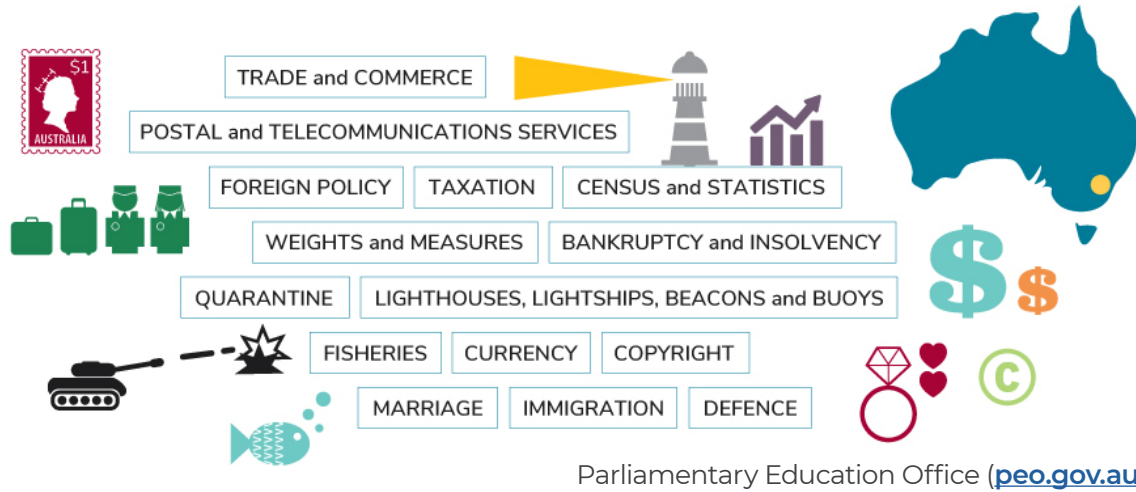 $1
AUSTRALIA
TRADE and COMMERCE
POSTAL and TELECOMMUNICATIONS SERVICES
FOREIGN POLICY TAXATION CENSUS and STATISTICS
WEIGHTS and MEASURES BANKRUPTCY and INSOLVENCY
$ $
QUARANTINE LIGHTHOUSES, LIGHTSHIPS, BEACONS and BUOYS
FISHERIES CURRENCY COPYRIGHT
©
MARRIAGE IMMIGRATION DEFENCE
Parliamentary Education Office (peo.gov.au